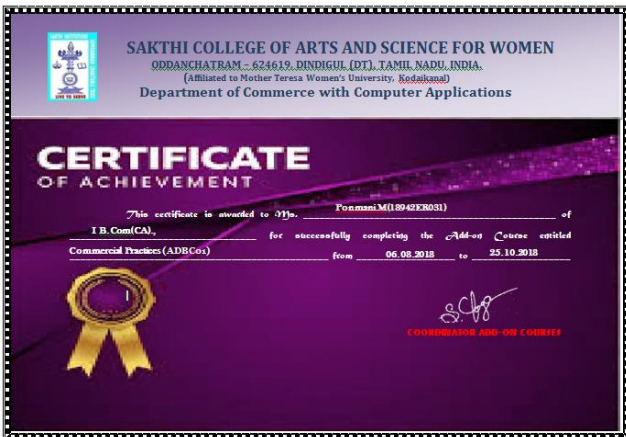 SAKTHI COLLEGE OF ARTS AND SCIENCE FOR WOMEN
ODDANCHATRAM – 624619. DINDIGUL (DT), TAMIL NADU, INDIA.
(Affiliated to Mother Teresa Women's University, Kodaikanal)
Department of Commerce with Computer Applications
LIVE TO SERVE
CERTIFICATE
OF ACHIEVEMENT
This certificate is awarded to Ms. Ponmani M(18942ER031) of
I B.Com(CA)., for successfully completing the Add-on Course entitled
Commercial Practices (ADBC01) from 06.08.2018 to 25.10.2018
COORDINATOR ADD-ON COURSES